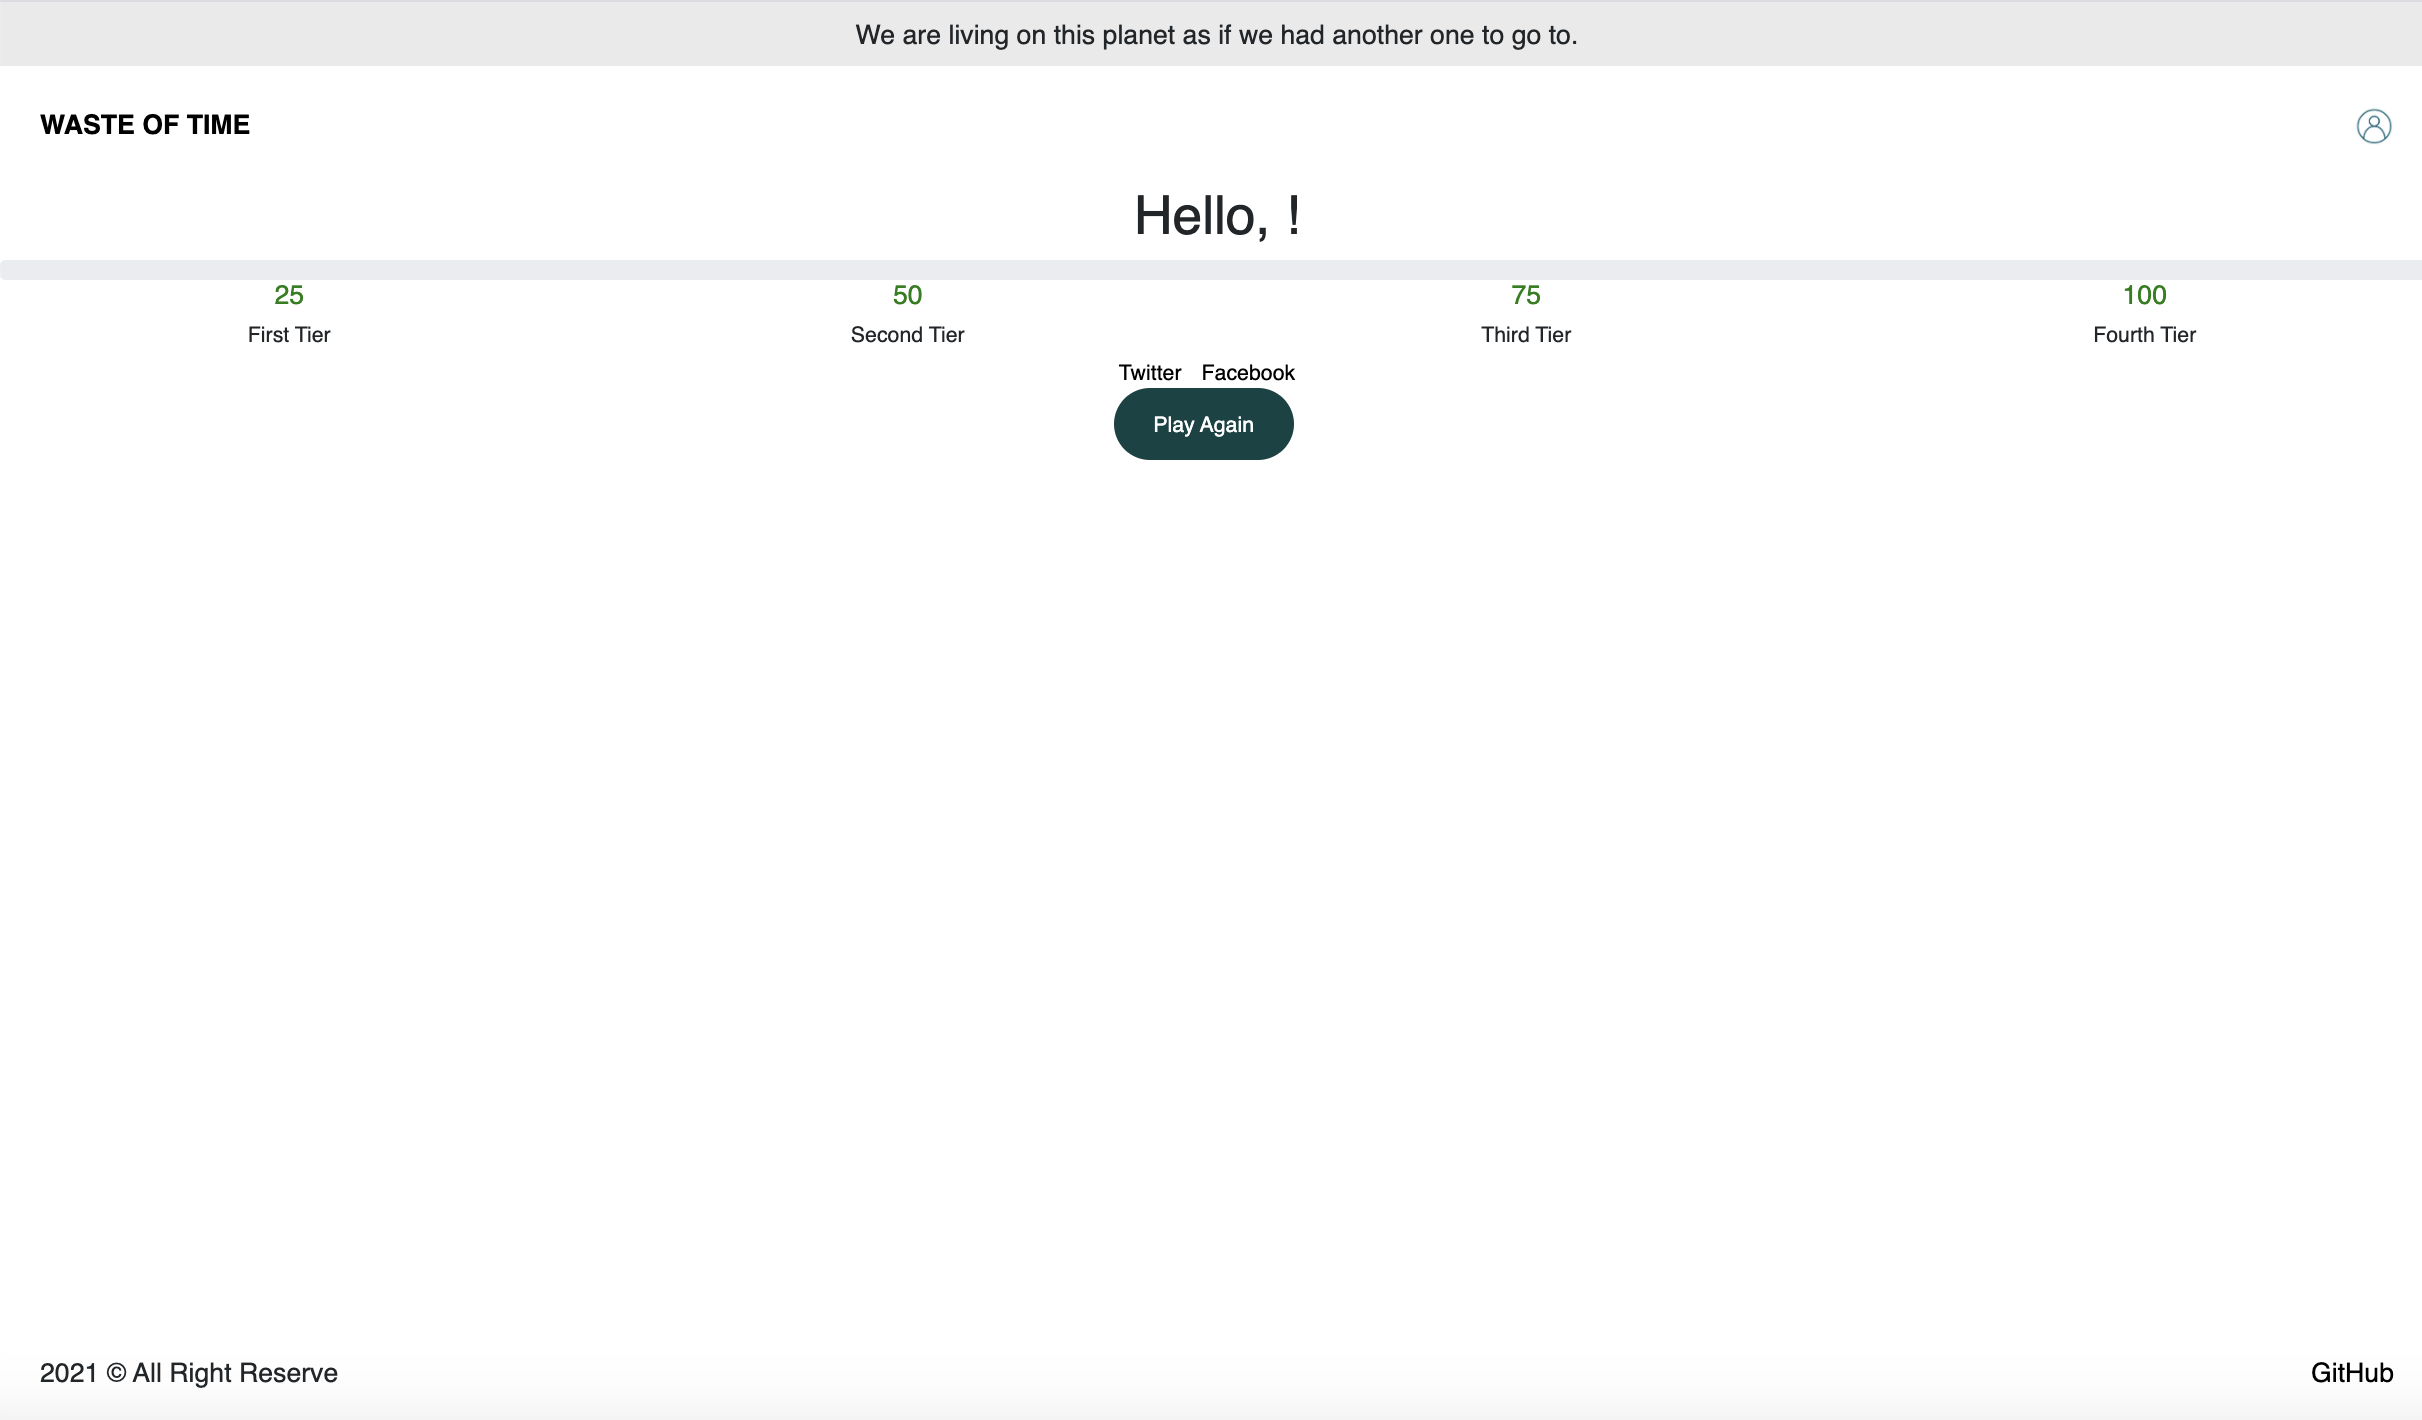 We are living on this planet as if we had another one to go to.
WASTE OF TIME
Hello, !
25 50 75 100
First Tier Second Tier Third Tier Fourth Tier
Twitter Facebook
Play Again
2021 © All Right Reserve GitHub